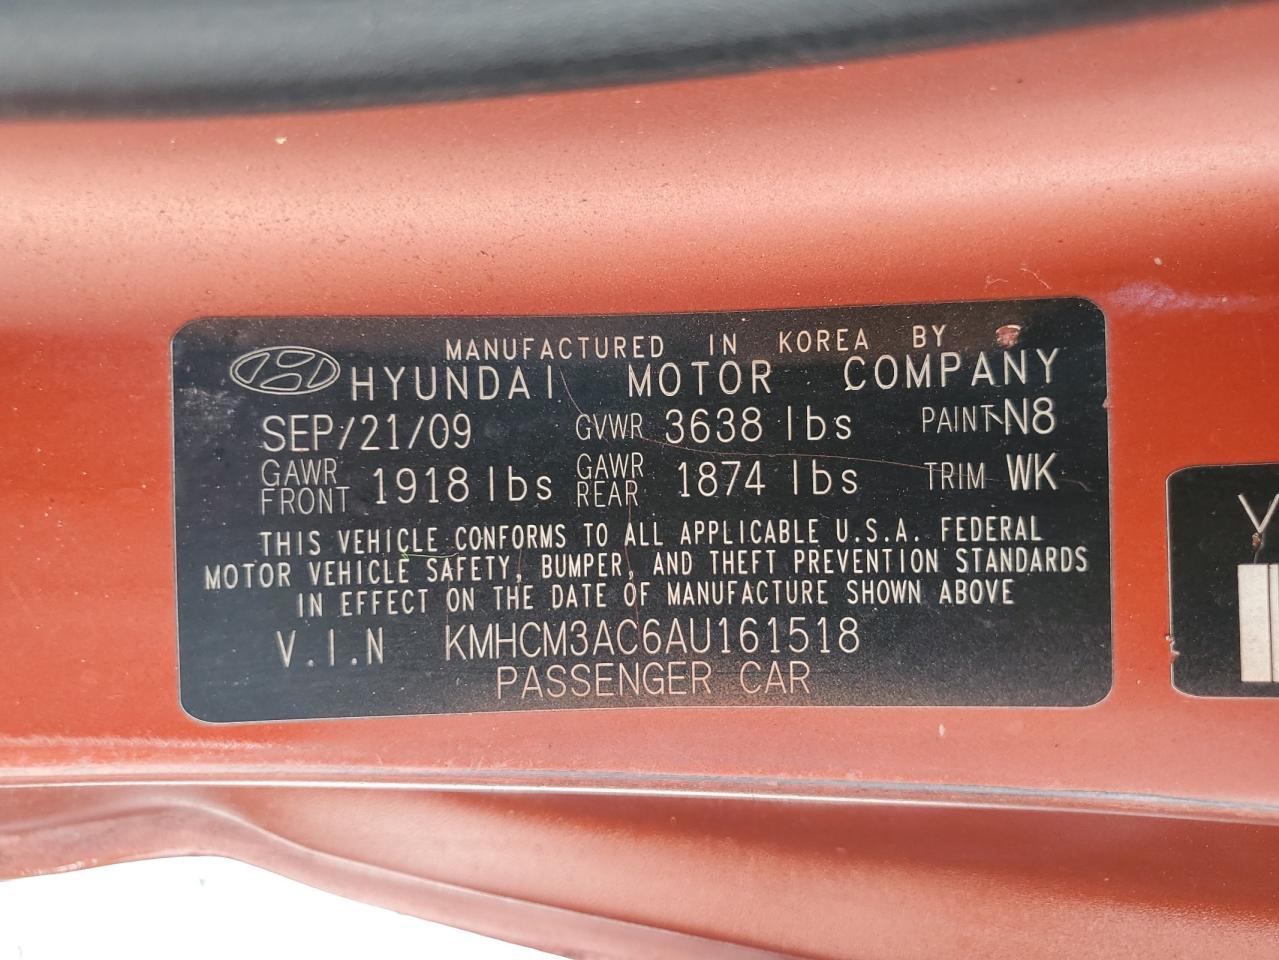 MANUFACTURED IN KOREA BY
HYUNDAI MOTOR COMPANY
SEP/21/09 GVWR 3638 lbs PAINT N8
GAWR FRONT 1918 lbs GAWR REAR 1874 lbs TRIM WK
THIS VEHICLE CONFORMS TO ALL APPLICABLE U.S.A. FEDERAL
MOTOR VEHICLE SAFETY, BUMPER, AND THEFT PREVENTION STANDARDS
IN EFFECT ON THE DATE OF MANUFACTURE SHOWN ABOVE
V.I.N KMHCM3AC6AU161518
PASSENGER CAR